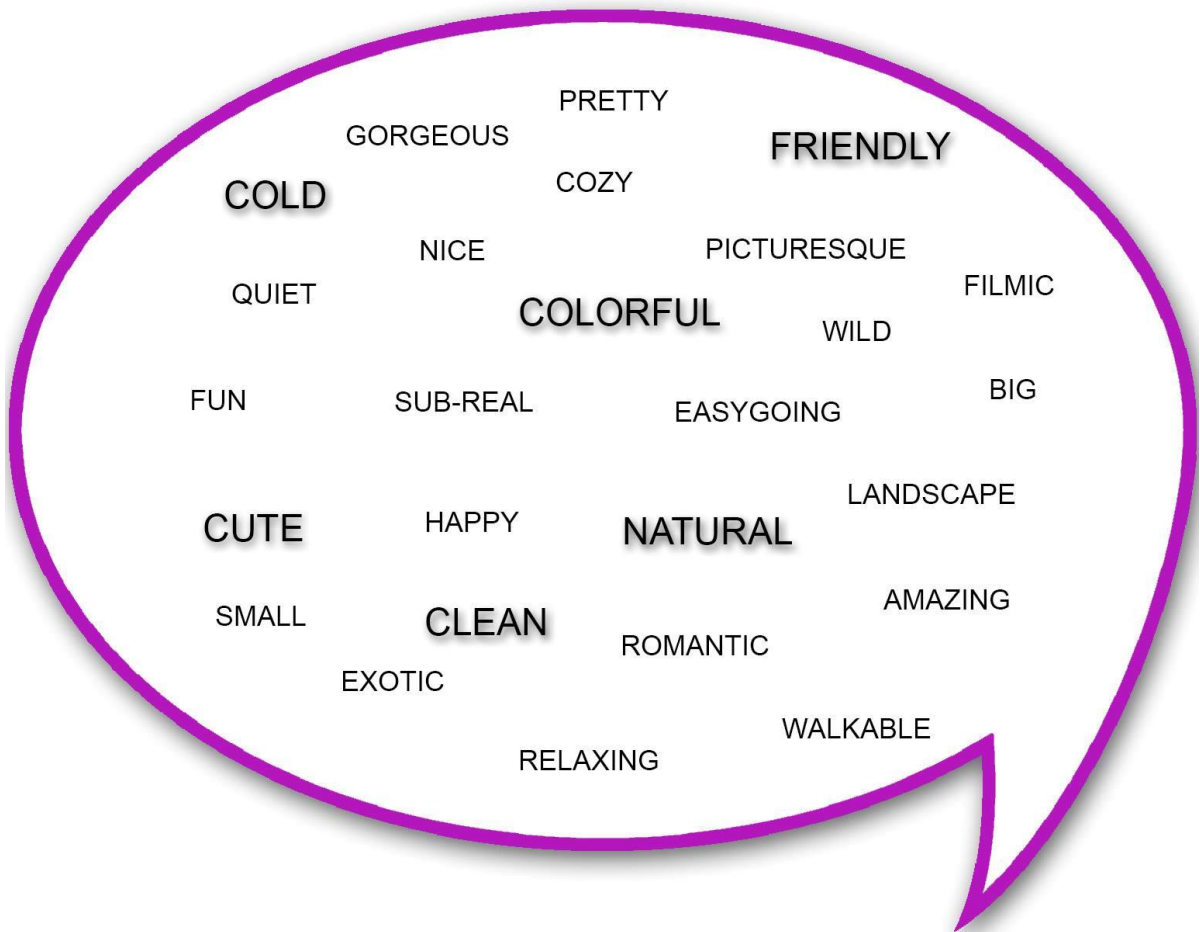 PRETTY
GORGEOUS
FRIENDLY
COLD
COZY
NICE
PICTURESQUE
QUIET
FILMIC
COLORFUL
WILD
FUN
SUB-REAL
EASYGOING
BIG
LANDSCAPE
CUTE
HAPPY
NATURAL
AMAZING
SMALL
CLEAN
ROMANTIC
EXOTIC
WALKABLE
RELAXING